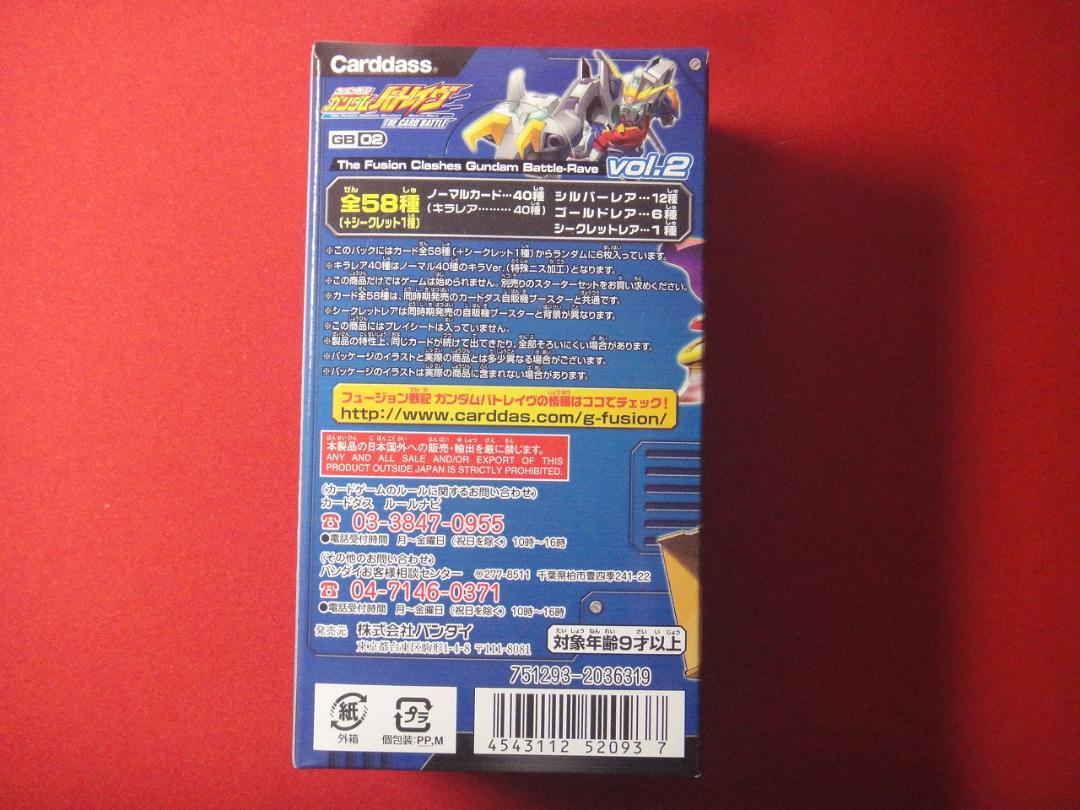 Carddass®
フュージョン戦記
ガンダムバトレイヴ
THE CARD BATTLE
GB 02
The Fusion Clashes Gundam Battle-Rave vol.2
全58種
(+シークレット1種)
ノーマルカード…40種
(キラレア………40種)
シルバーレア…12種
ゴールドレア…6種
シークレットレア…1種
※このパックにはカード全58種(+シークレット1種)からランダムに6枚入っています。
※キラレア40種はノーマル40種のキラVer.(特殊ニス加工)となります。
※この商品だけではゲームは始められません。別売りのスターターセットをお買い求めください。
※カード全58種は、同時期発売のカードダス自販機ブースターと共通です。
※シークレットレアは同時期発売の自販機ブースターと背景が異なります。
※この商品にはプレイシートは入っていません。
※製品の特性上、同じカードが続けて出てきたり、全部そろいにくい場合があります。
※パッケージのイラストと実際の商品とは多少異なる場合がございます。
※パッケージのイラストは実際の商品に含まれない場合があります。
フュージョン戦記 ガンダムバトレイヴの情報はココでチェック!
http://www.carddas.com/g-fusion/
本製品の日本国外への販売・輸出を厳に禁じます。
ANY AND ALL SALE AND/OR EXPORT OF THIS
PRODUCT OUTSIDE JAPAN IS STRICTLY PROHIBITED.
(カードゲームのルールに関するお問い合わせ)
カードダス ルールナビ
☎ 03-3847-0955
●電話受付時間 月~金曜日(祝日を除く)10時~16時
(その他のお問い合わせ)
バンダイお客様相談センター 〒277-8511 千葉県柏市豊四季241-22
☎ 04-7146-0371
●電話受付時間 月~金曜日(祝日を除く)10時~16時
発売元 株式会社バンダイ
東京都台東区駒形1-4-8 〒111-8081
対象年齢9才以上
751293-2036319
紙
外箱
プラ
個包装:PP,M
4543112 52093 7